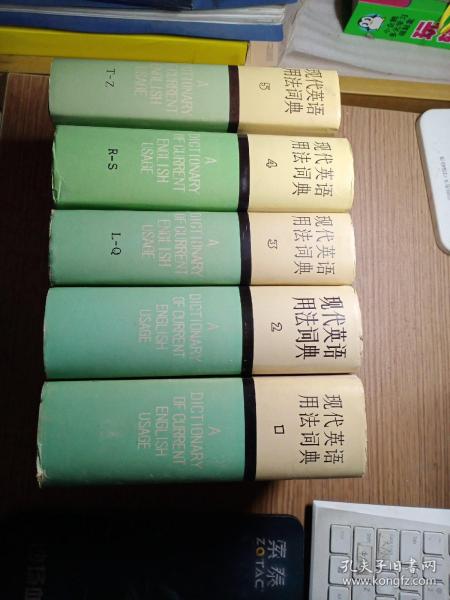 现代英语
用法词典
5
A
DICTIONARY
OF CURRENT
ENGLISH
USAGE
T-Z
现代英语
用法词典
4
A
DICTIONARY
OF CURRENT
ENGLISH
USAGE
R-S
现代英语
用法词典
3
A
DICTIONARY
OF CURRENT
ENGLISH
USAGE
L-Q
现代英语
用法词典
2
A
DICTIONARY
OF CURRENT
ENGLISH
USAGE
现代英语
用法词典
1
A
DICTIONARY
OF CURRENT
ENGLISH
USAGE
索泰
ZOTAC
孔夫子旧书网
www.kongfz.com